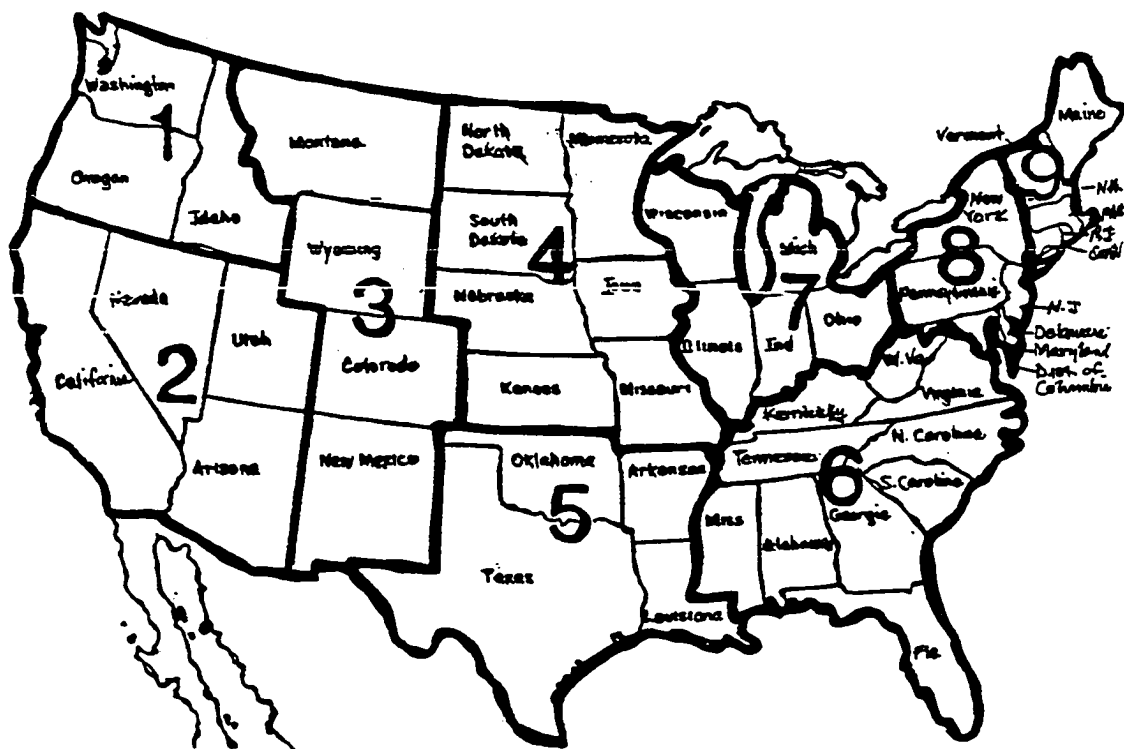 Washington
1
Oregon
Idaho
Montana
Wyoming
3
North
Dakota
South
Dakota
4
Minnesota
Nebraska
Iowa
Kansas
Missouri
Nevada
Utah
2
California
Arizona
Colorado
New Mexico
Oklahoma
5
Texas
Arkansas
Louisiana
Wisconsin
Mich
7
Illinois
Ind
Ohio
Kentucky
Tennessee
6
Miss
Alabama
Georgia
Fla
W. Va
Virginia
N. Carolina
S. Carolina
New
York
8
Pennsylvania
Vermont
9
Maine
N.H.
R.I
N.J
Delaware
Maryland
Dist. of
Columbia